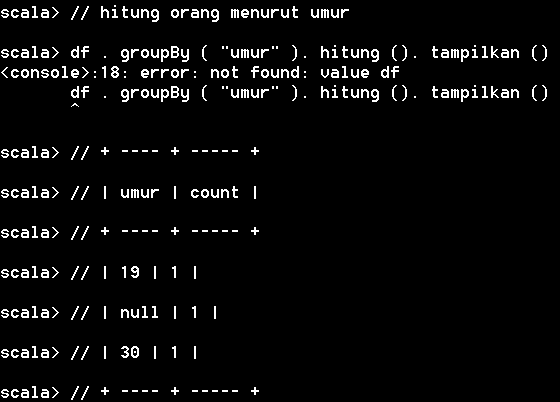 scala> // hitung orang menurut umur
scala> df . groupBy ( "umur" ). hitung (). tampilkan ()
<console>:18: error: not found: value df
       df . groupBy ( "umur" ). hitung (). tampilkan ()
       ^
scala> // + ---- + ----- +
scala> // | umur | count |
scala> // + ---- + ----- +
scala> // | 19 | 1 |
scala> // | null | 1 |
scala> // | 30 | 1 |
scala> // + ---- + ----- +